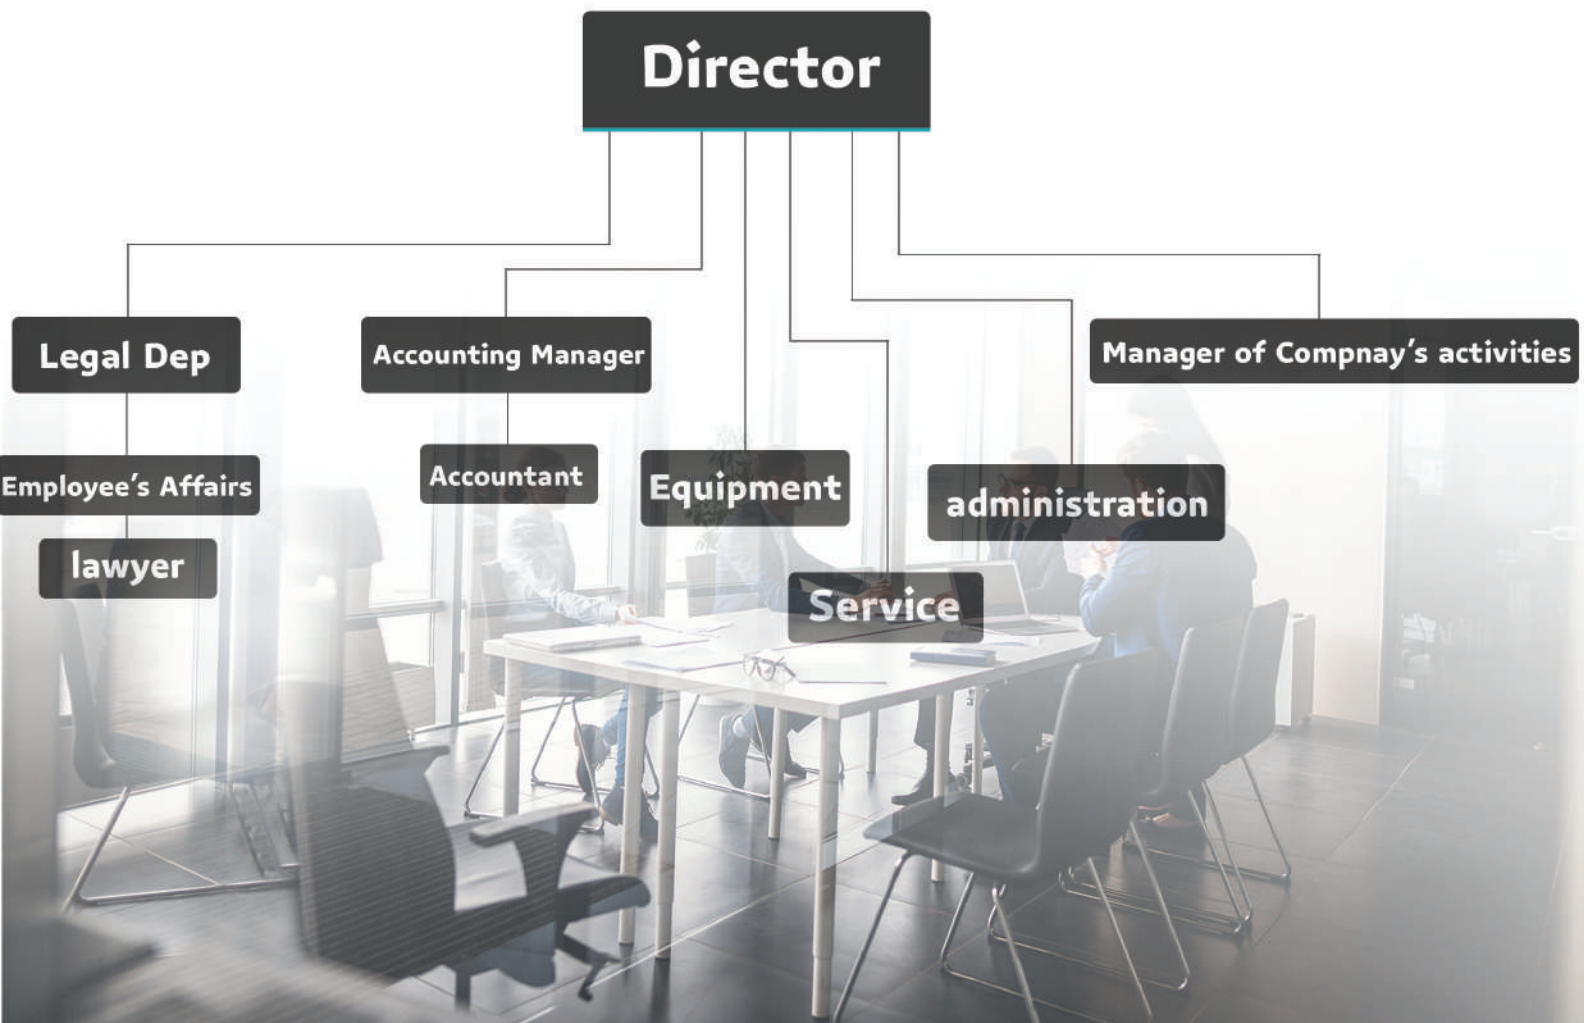 Director
Legal Dep
Accounting Manager
Manager of Compnay's activities
Employee's Affairs
Accountant
Equipment
administration
lawyer
Service